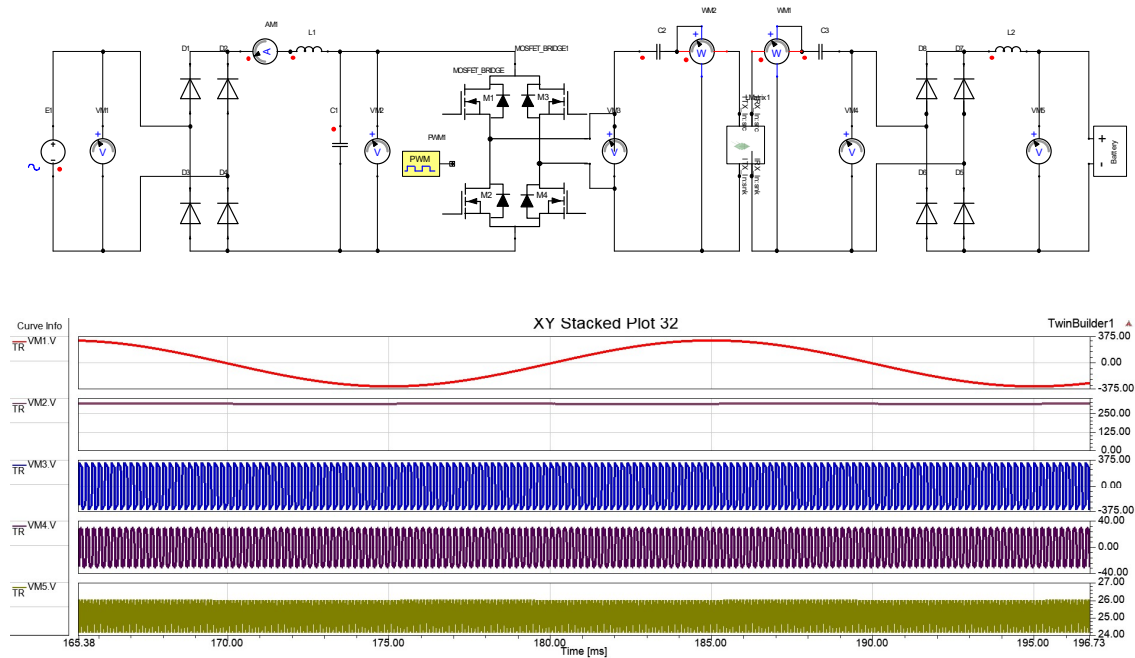 WM2 WM1
AM1
L1 C2 C3 L2
D1 D2 D8 D7
MOSFET_BRIDGE1
MOSFET_BRIDGE
A W W
M1 M3
E1 VM1 C1 VM2 VM3 VM4 VM5
PWM1
V V PWM V V V
+ - Battery
D3 D4 D6 D5
M2 M4
XY Stacked Plot 32
Curve Info TwinBuilder1
VM1.V
TR
375.00
0.00
-375.00
VM2.V
TR
250.00
125.00
0.00
VM3.V
TR
375.00
0.00
-375.00
VM4.V
TR
40.00
0.00
-40.00
VM5.V
TR
27.00
26.00
25.00
24.00
165.38 170.00 175.00 180.00 185.00 190.00 195.00 196.73
Time [ms]